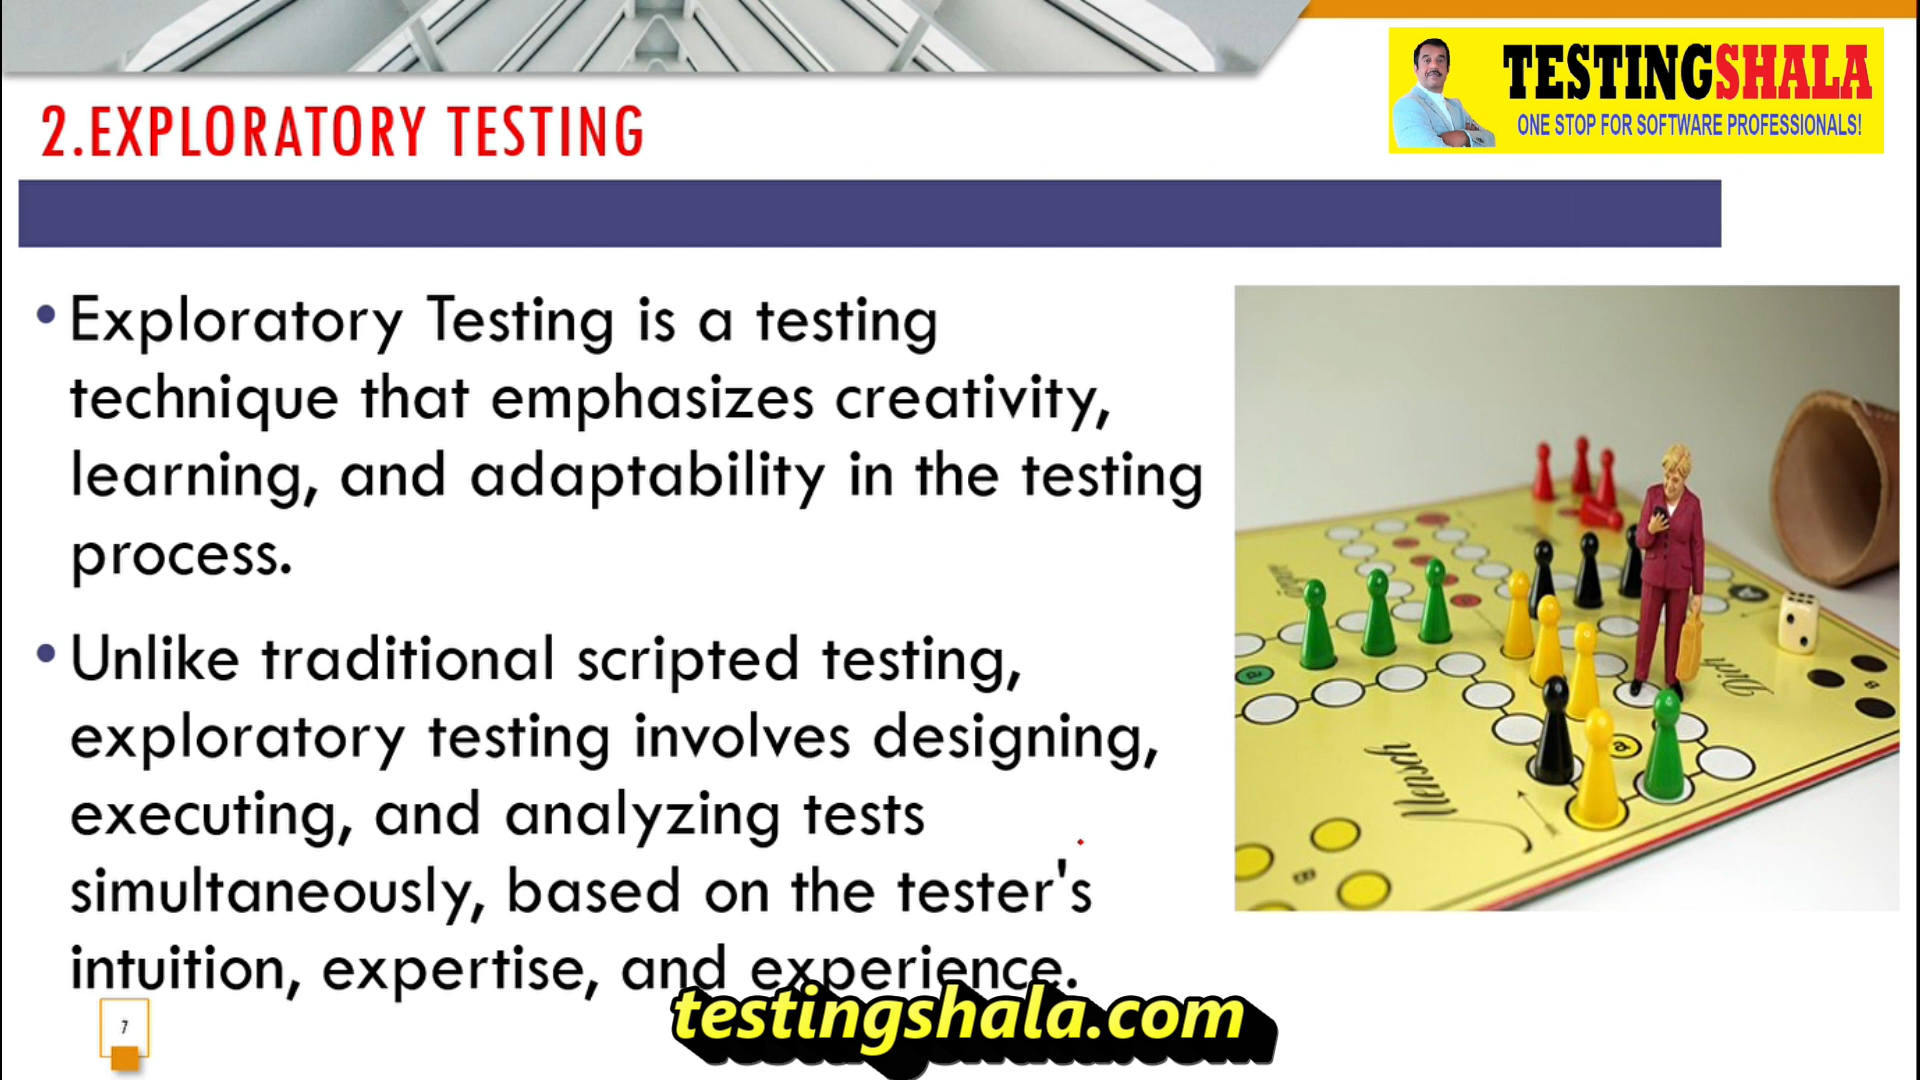 TESTINGSHALA
ONE STOP FOR SOFTWARE PROFESSIONALS!
2.EXPLORATORY TESTING
• Exploratory Testing is a testing
technique that emphasizes creativity,
learning, and adaptability in the testing
process.
• Unlike traditional scripted testing,
exploratory testing involves designing,
executing, and analyzing tests
simultaneously, based on the tester's
intuition, expertise, and experience.
Mensch
testingshala.com
7